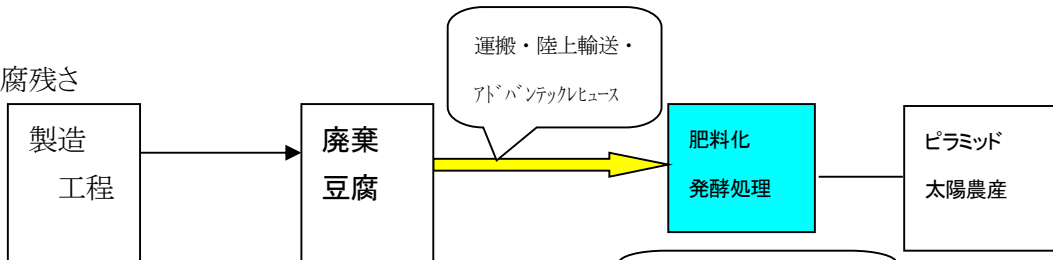 運搬・陸上輸送・
アドバンテックレヒュース
腐残さ
製造
工程
廃棄
豆腐
肥料化
発酵処理
ピラミッド
太陽農産